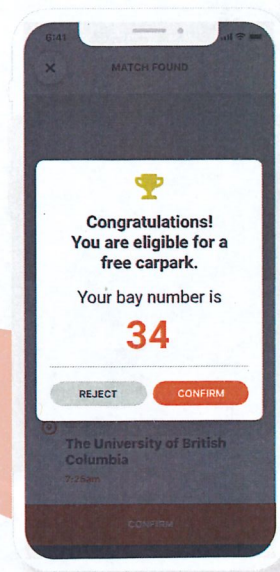 6:41
MATCH FOUND
Congratulations!
You are eligible for a
free carpark.
Your bay number is
34
REJECT
CONFIRM
The University of British
Columbia
7:25am
CONFIRM